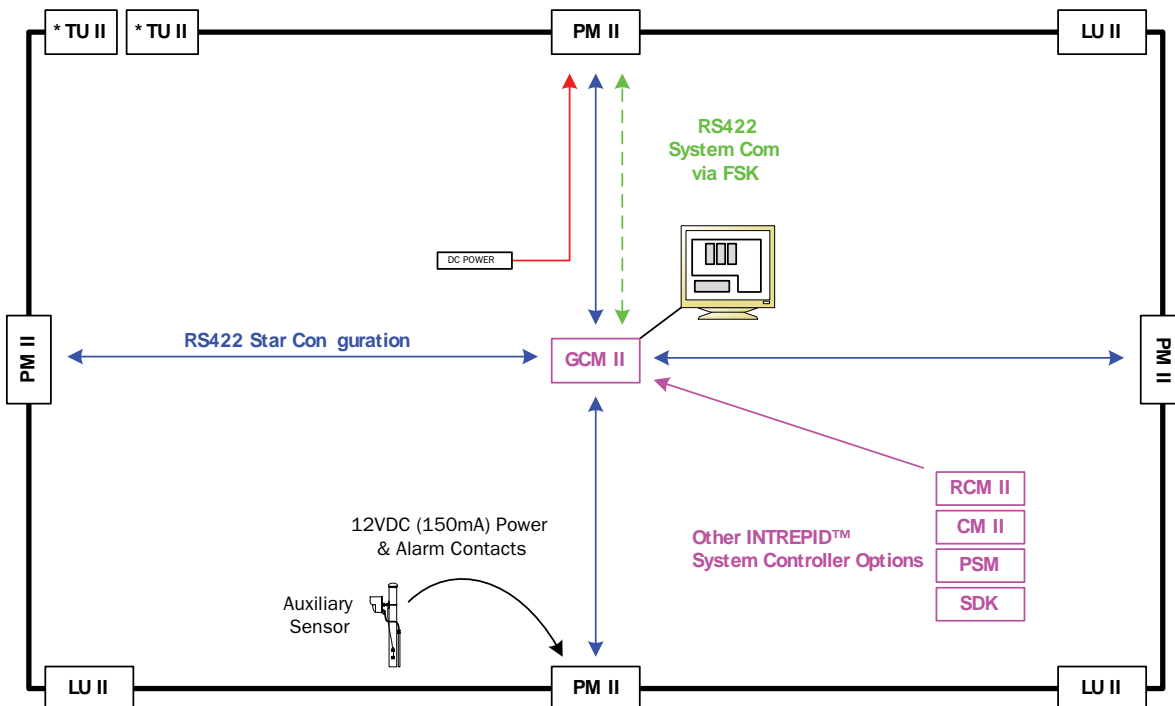 * TU II
* TU II
PM II
LU II
RS422
System Com
via FSK
DC POWER
PM II
RS422 Star Con guration
GCM II
PM II
RCM II
CM II
PSM
SDK
Other INTREPID™
System Controller Options
12VDC (150mA) Power
& Alarm Contacts
Auxiliary
Sensor
LU II
PM II
LU II